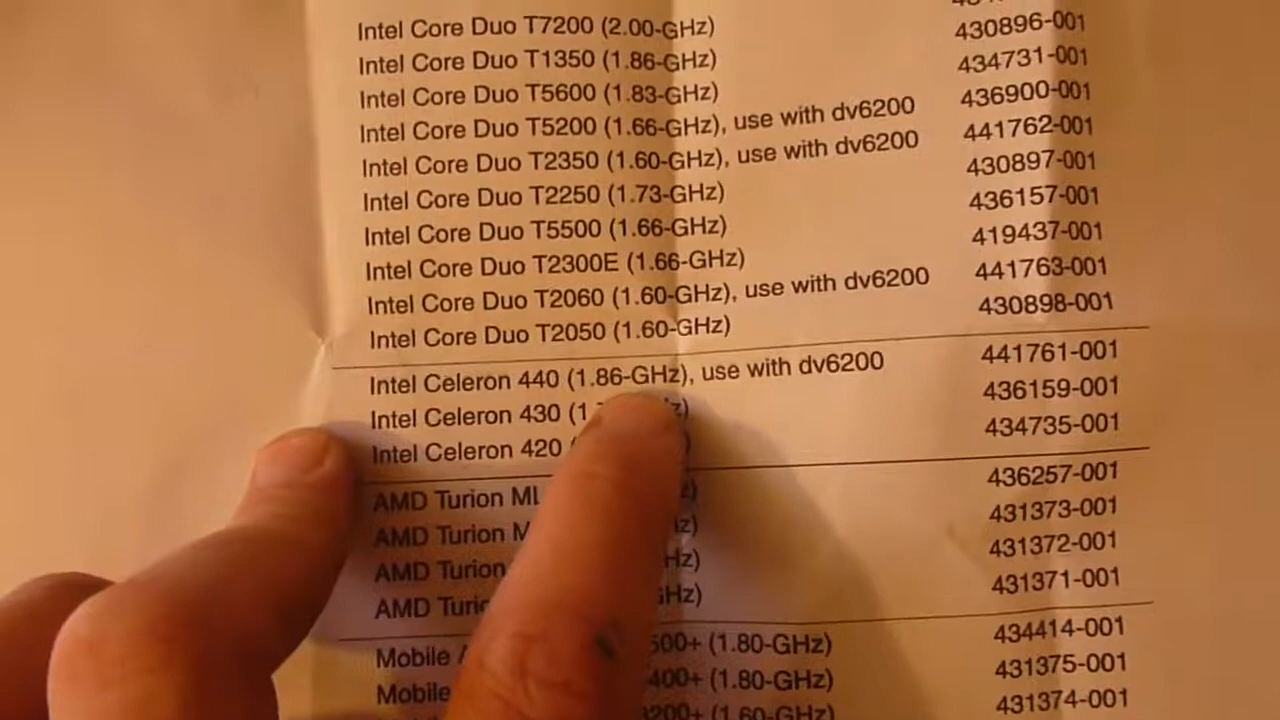 Intel Core Duo T7200 (2.00-GHz)
Intel Core Duo T1350 (1.86-GHz) 430896-001
Intel Core Duo T5600 (1.83-GHz) 434731-001
Intel Core Duo T5200 (1.66-GHz), use with dv6200 436900-001
Intel Core Duo T2350 (1.60-GHz), use with dv6200 441762-001
Intel Core Duo T2250 (1.73-GHz) 430897-001
Intel Core Duo T5500 (1.66-GHz) 436157-001
Intel Core Duo T2300E (1.66-GHz) 419437-001
Intel Core Duo T2060 (1.60-GHz), use with dv6200 441763-001
Intel Core Duo T2050 (1.60-GHz) 430898-001
Intel Celeron 440 (1.86-GHz), use with dv6200 441761-001
Intel Celeron 430 436159-001
Intel Celeron 420 434735-001
AMD Turion 436257-001
AMD Turion 431373-001
AMD Turion 431372-001
AMD 431371-001
Mobile (1.80-GHz) 434414-001
Mobile (1.80-GHz) 431375-001
(1.60-GHz) 431374-001